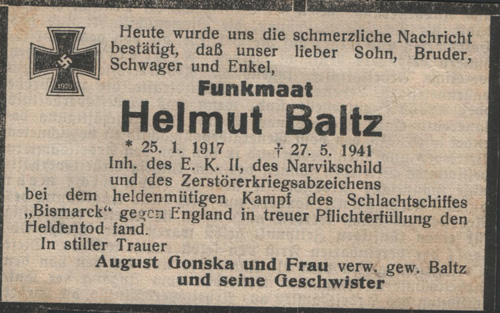 Heute wurde uns die schmerzliche Nachricht
bestätigt, daß unser lieber Sohn, Bruder,
Schwager und Enkel,
Funkmaat
Helmut Baltz
* 25. 1. 1917 † 27. 5. 1941
Inh. des E. K. II, des Narvikschild
und des Zerstörerkriegsabzeichens
bei dem heldenmütigen Kampf des Schlachtschiffes
„Bismarck" gegen England in treuer Pflichterfüllung den
Heldentod fand.
In stiller Trauer
August Gonska und Frau verw. gew. Baltz
und seine Geschwister
1939